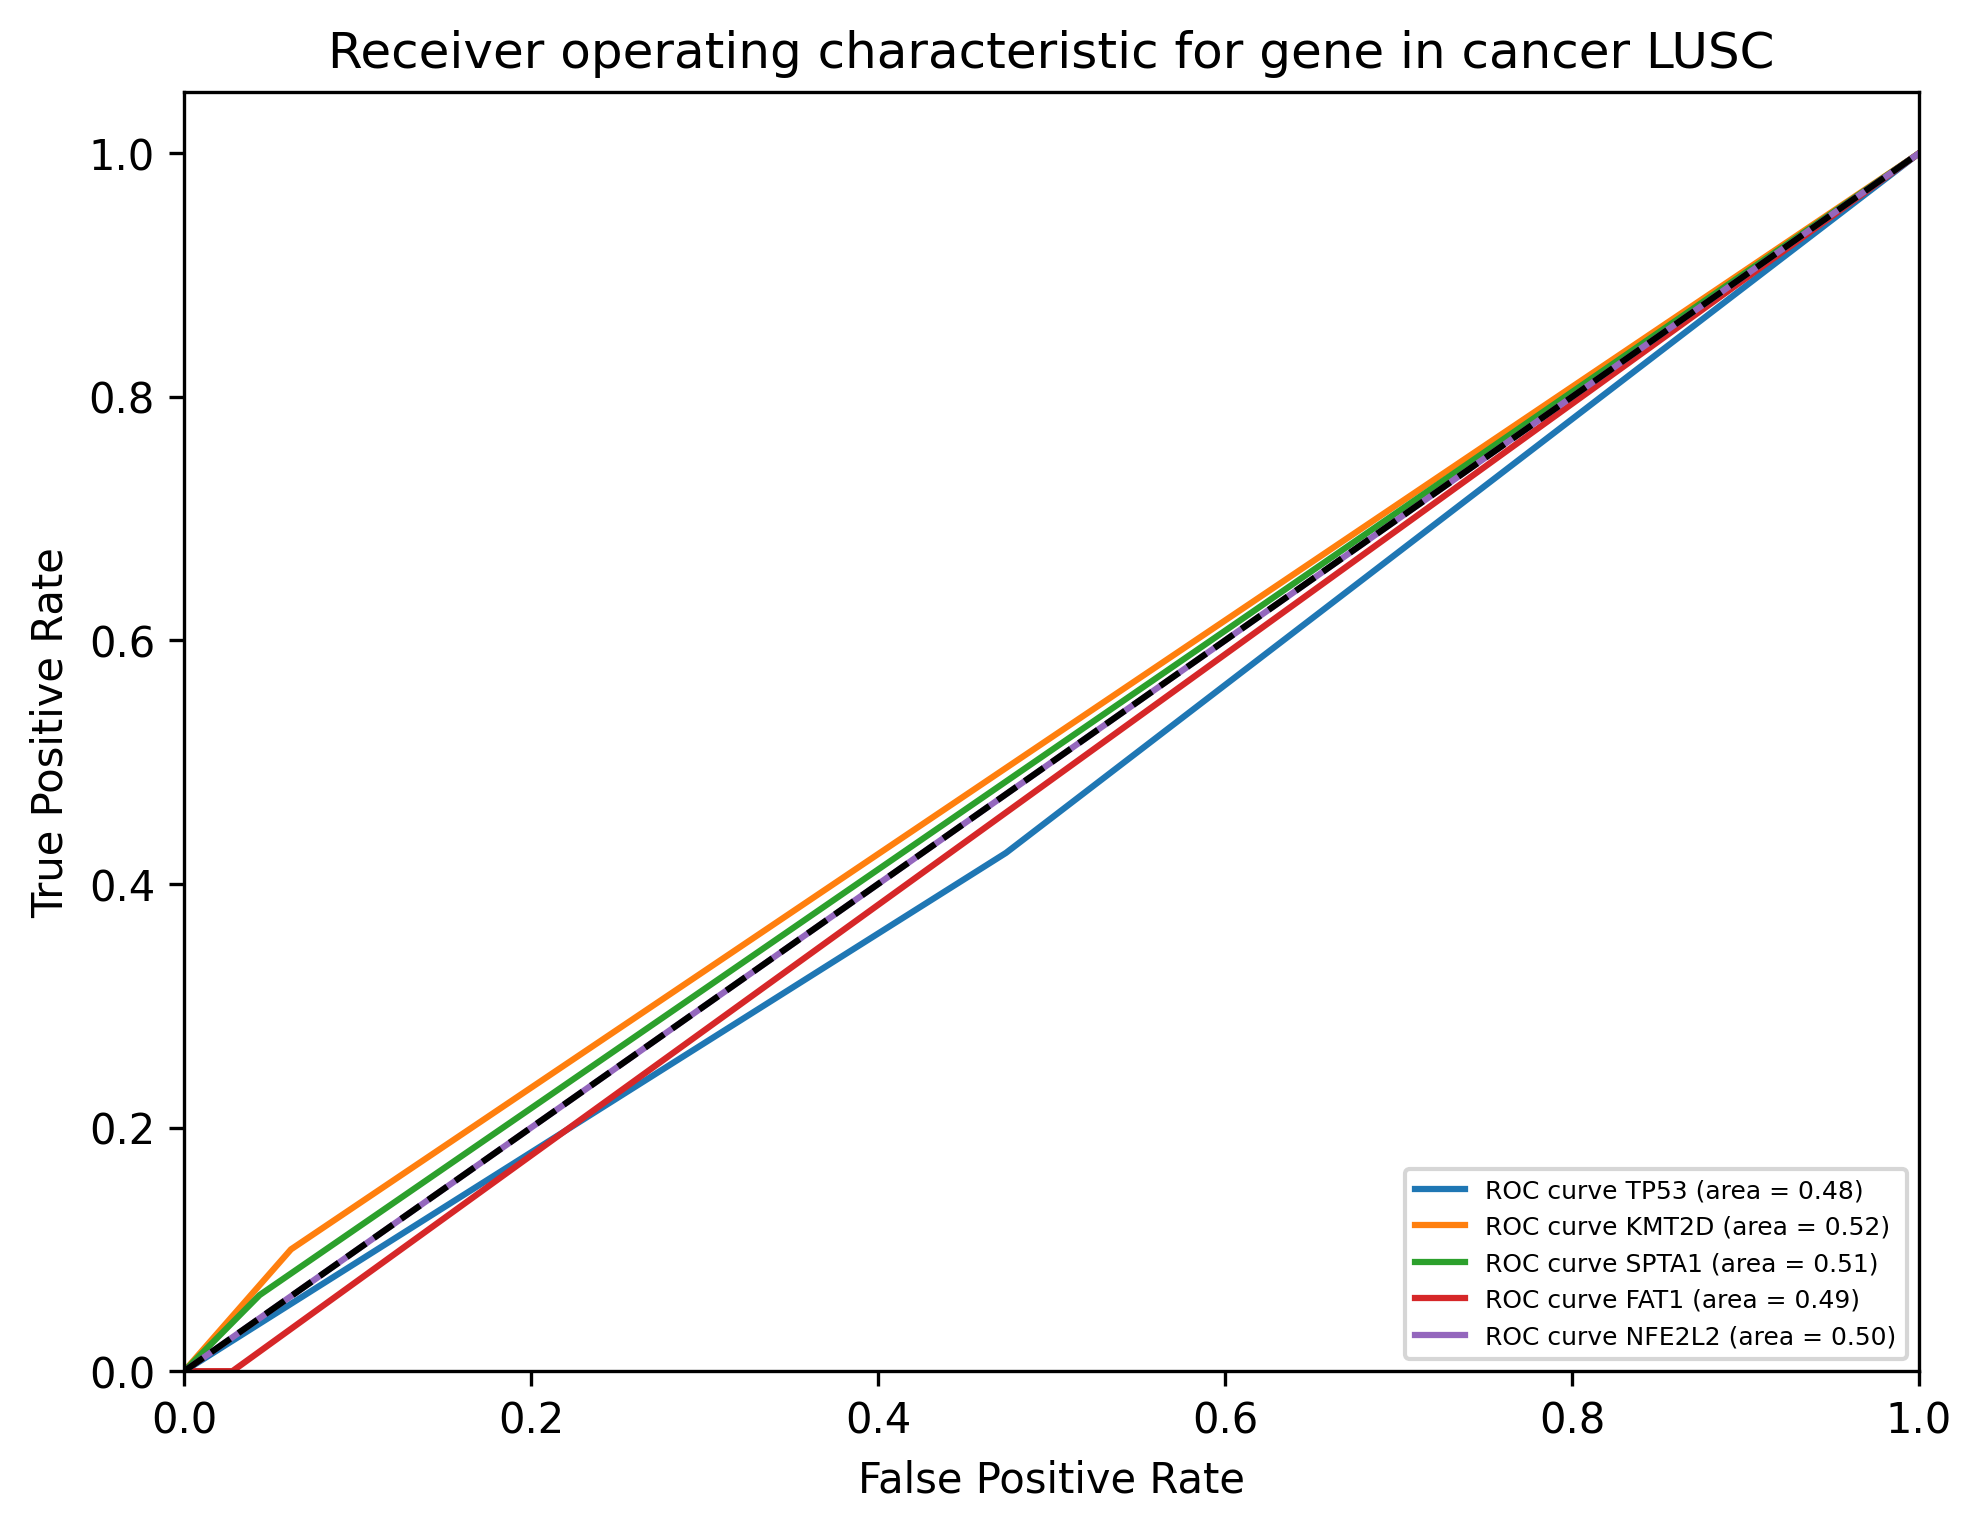 Receiver operating characteristic for gene in cancer LUSC
True Positive Rate
1.0
0.8
0.6
0.4
0.2
0.0
0.0 0.2 0.4 0.6 0.8 1.0
False Positive Rate
ROC curve TP53 (area = 0.48)
ROC curve KMT2D (area = 0.52)
ROC curve SPTA1 (area = 0.51)
ROC curve FAT1 (area = 0.49)
ROC curve NFE2L2 (area = 0.50)